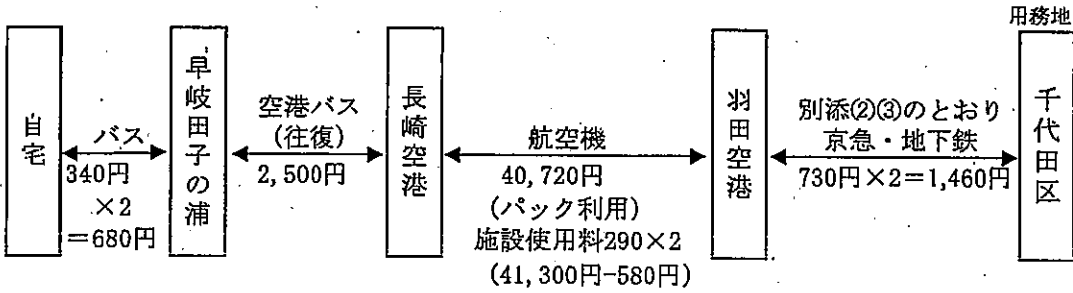 用務地
自宅
バス
340円
×2
=680円
早岐田子の浦
空港バス
(往復)
2,500円
長崎空港
航空機
40,720円
(パック利用)
施設使用料290×2
(41,300円-580円)
羽田空港
別添②③のとおり
京急・地下鉄
730円×2=1,460円
千代田区